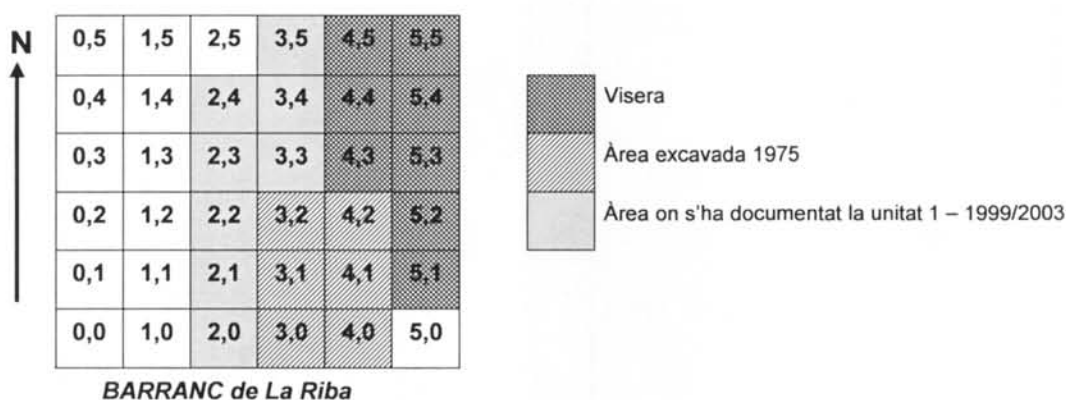 N
0,5 1,5 2,5 3,5 4,5 5,5
0,4 1,4 2,4 3,4 4,4 5,4
0,3 1,3 2,3 3,3 4,3 5,3
0,2 1,2 2,2 3,2 4,2 5,2
0,1 1,1 2,1 3,1 4,1 5,1
0,0 1,0 2,0 3,0 4,0 5,0
BARRANC de La Riba
Visera
Àrea excavada 1975
Àrea on s'ha documentat la unitat 1 – 1999/2003